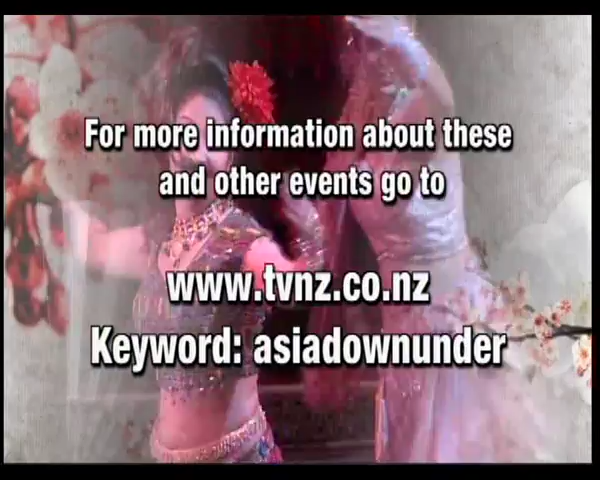 For more information about these
and other events go to
www.tvnz.co.nz
Keyword: asiadownunder